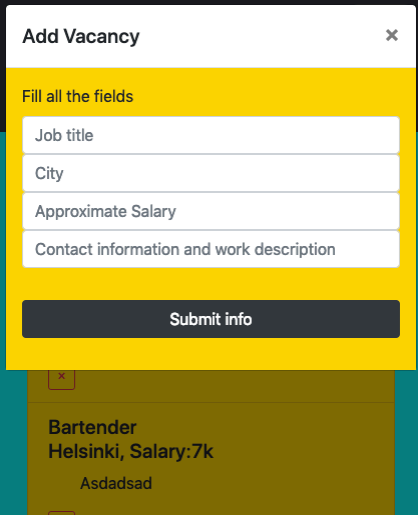 Add Vacancy ×
Fill all the fields
Job title
City
Approximate Salary
Contact information and work description
Submit info
×
Bartender
Helsinki, Salary:7k
Asdadsad